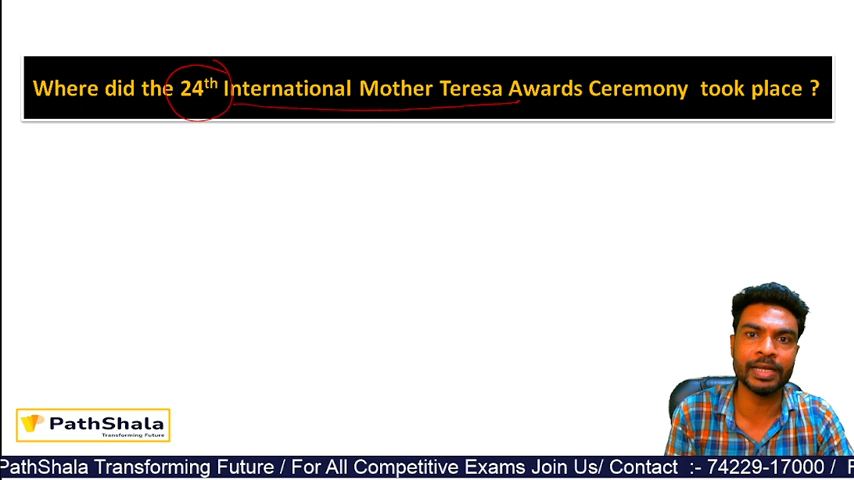 Where did the 24th International Mother Teresa Awards Ceremony took place ?
PathShala
Transforming Future
PathShala Transforming Future / For All Competitive Exams Join Us/ Contact :- 74229-17000 /